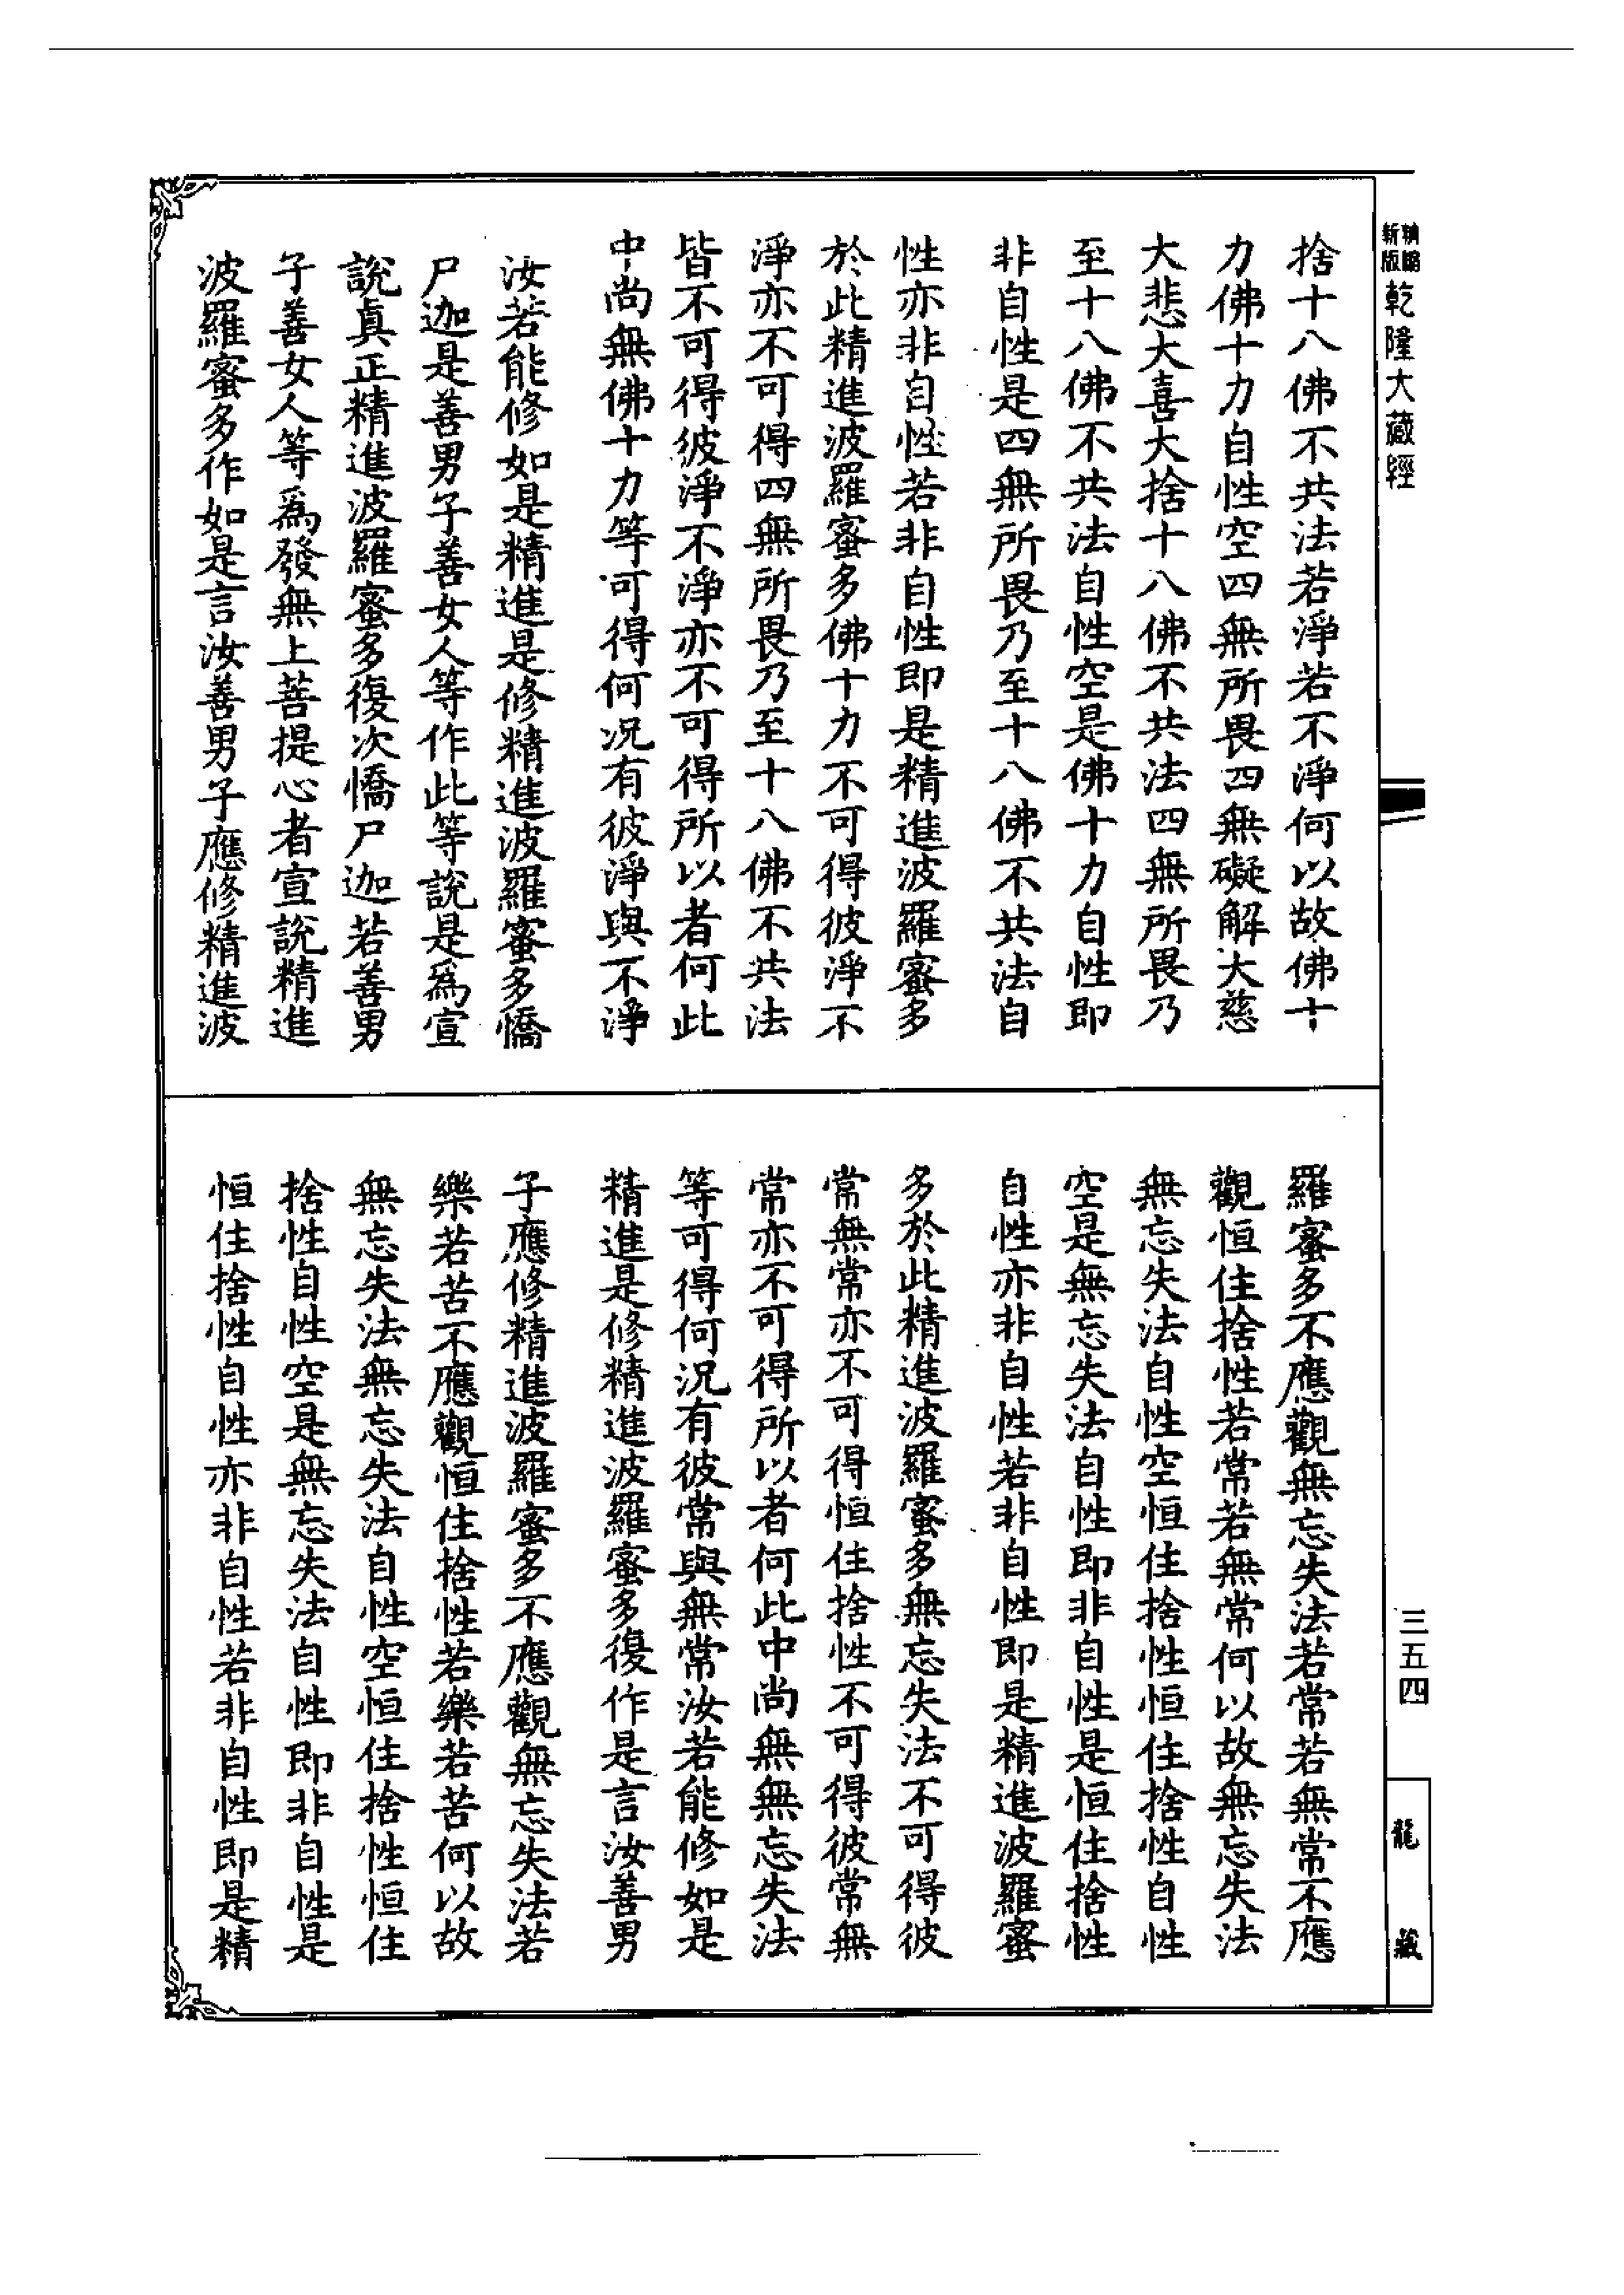 新版
乾隆大藏經
捨十八佛不共法若淨若不淨何以故佛十
力佛十力自性空四無所畏四無礙解大慈
大悲大喜大捨十八佛不共法四無所畏乃
至十八佛不共法自性空是佛十力自性即
非自性是四無所畏乃至十八佛不共法自
性亦非自性若非自性即是精進波羅蜜多
於此精進波羅蜜多佛十力不可得彼淨不
淨亦不可得四無所畏乃至十八佛不共法
皆不可得彼淨不淨亦不可得所以者何此
中尚無佛十力等可得何況有彼淨與不淨
汝若能修如是精進是修精進波羅蜜多憍
尸迦是善男子善女人等作此等說是爲宣
說真正精進波羅蜜多復次憍尸迦若善男
子善女人等爲發無上菩提心者宣說精進
波羅蜜多作如是言汝善男子應修精進波
羅蜜多不應觀無忘失法若常若無常不應
觀恒住捨性若常若無常何以故無忘失法
無忘失法自性空恒住捨性恒住捨性自性
空是無忘失法自性即非自性是恒住捨性
自性亦非自性若非自性即是精進波羅蜜
多於此精進波羅蜜多無忘失法不可得彼
常無常亦不可得恒住捨性不可得彼常無
常亦不可得所以者何此中尚無無忘失法
等可得何況有彼常與無常汝若能修如是
精進是修精進波羅蜜多復作是言汝善男
子應修精進波羅蜜多不應觀無忘失法若
樂若苦不應觀恒住捨性若樂若苦何以故
無忘失法無忘失法自性空恒住捨性恒住
捨性自性空是無忘失法自性即非自性是
恒住捨性自性亦非自性若非自性即是精
三五四
龍藏